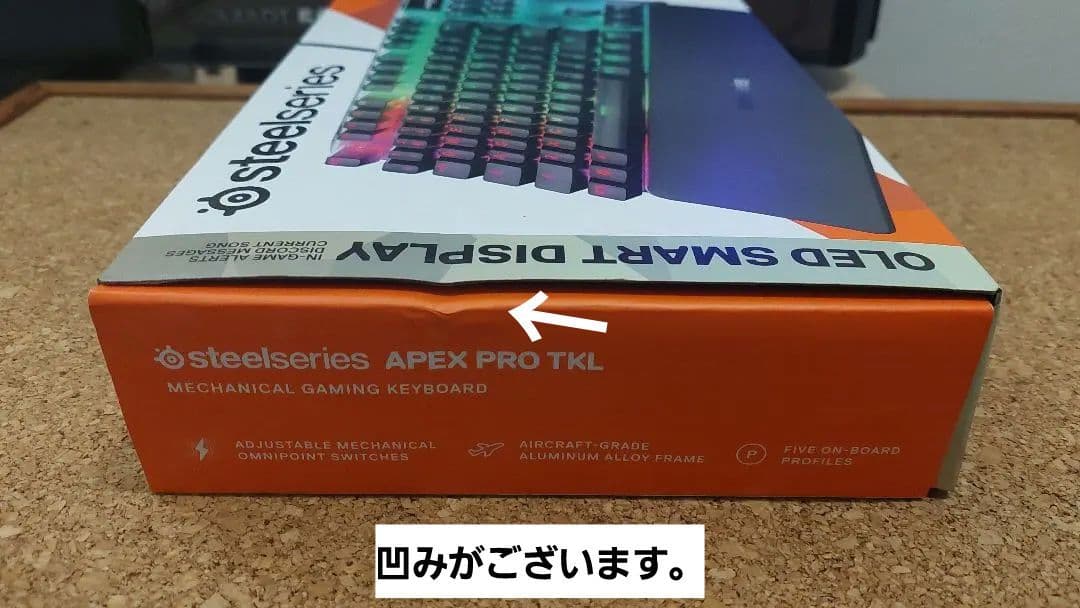 steelseries
OLED SMART DISPLAY
IN-GAME ALERTS
DISCORD MESSAGES
CURRENT SONG
steelseries APEX PRO TKL
MECHANICAL GAMING KEYBOARD
ADJUSTABLE MECHANICAL
OMNIPOINT SWITCHES
AIRCRAFT-GRADE
ALUMINUM ALLOY FRAME
P
FIVE ON-BOARD
PROFILES
凹みがございます。